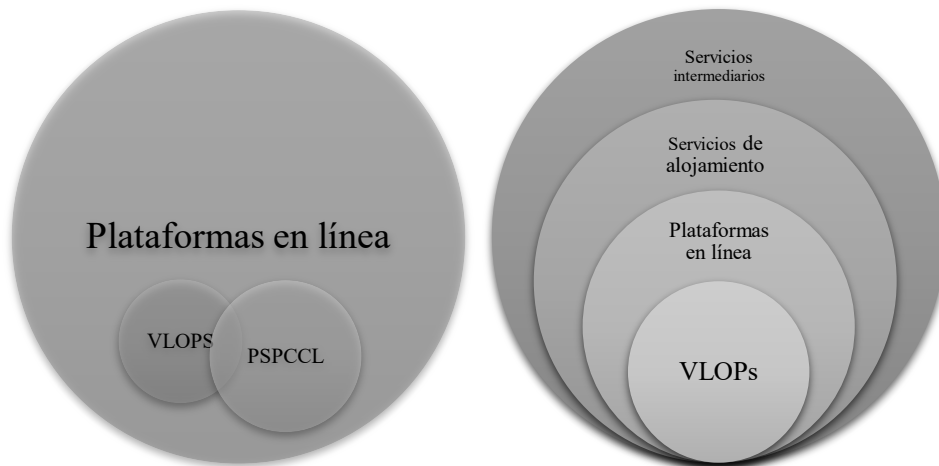 Plataformas en línea
VLOPS
PSPCCL
Servicios
intermediarios
Servicios de
alojamiento
Plataformas
en línea
VLOPs